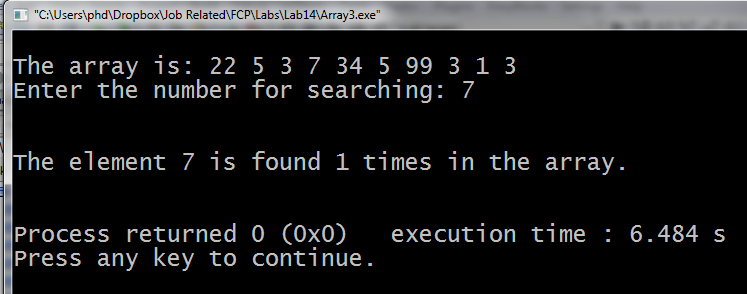 "C:\Users\phd\Dropbox\Job Related\FCP\Labs\Lab14\Array3.exe"
The array is: 22 5 3 7 34 5 99 3 1 3
Enter the number for searching: 7
The element 7 is found 1 times in the array.
Process returned 0 (0x0)   execution time : 6.484 s
Press any key to continue.